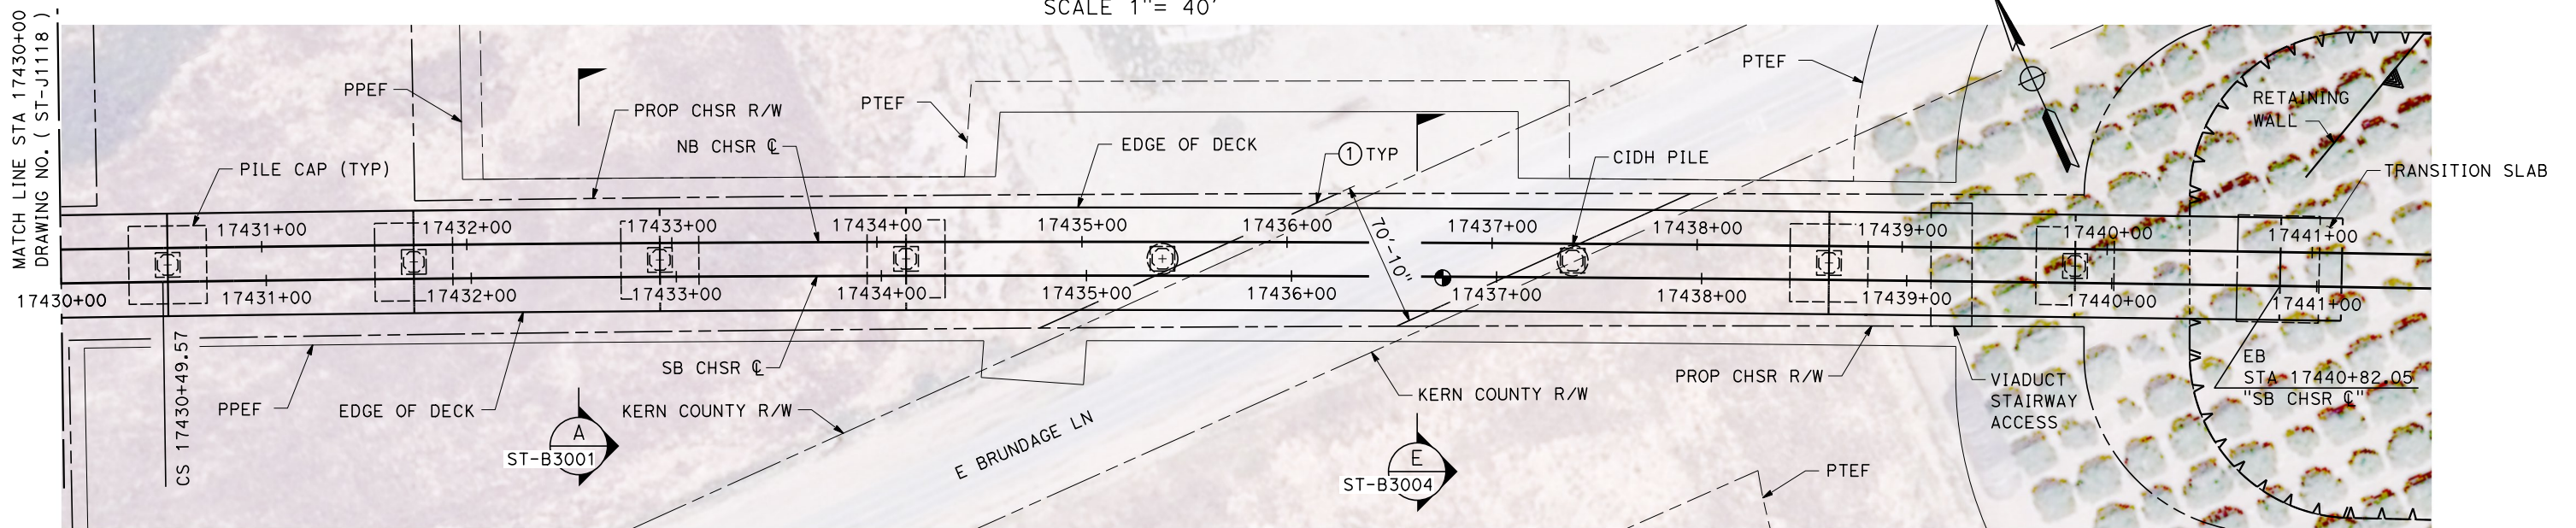 SCALE 1"= 40'
MATCH LINE STA 17430+00
DRAWING NO. ( ST-J1118 )
PPEF
PROP CHSR R/W
PTEF
PTEF
NB CHSR ℄
EDGE OF DECK
1 TYP
CIDH PILE
RETAINING
WALL
PILE CAP (TYP)
TRANSITION SLAB
17431+00
17432+00
17433+00
17434+00
17435+00
17436+00
17437+00
17438+00
17439+00
17440+00
17441+00
70'-10"
17430+00
17431+00
17432+00
17433+00
17434+00
17435+00
17436+00
17437+00
17438+00
17439+00
17440+00
17441+00
CS 17430+49.57
PPEF
EDGE OF DECK
SB CHSR ℄
KERN COUNTY R/W
E BRUNDAGE LN
KERN COUNTY R/W
PROP CHSR R/W
VIADUCT
STAIRWAY
ACCESS
EB
STA 17440+82.05
"SB CHSR ℄"
A
ST-B3001
E
ST-B3004
PTEF